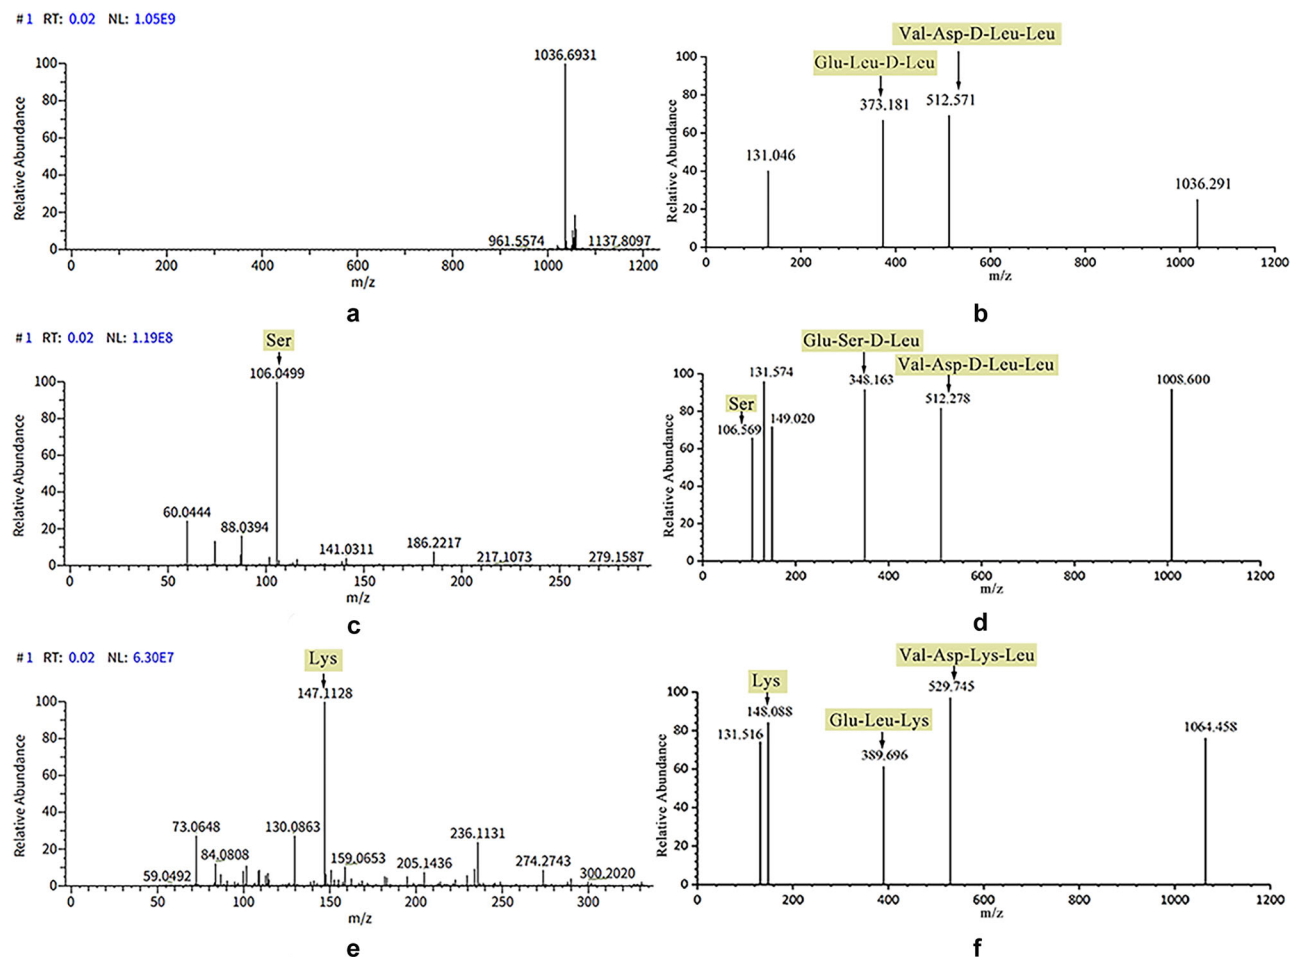 #1 RT: 0.02 NL: 1.05E9
1036.6931
100
80
60
40
20
0
Relative Abundance
961.5574
1137.8097
0 200 400 600 800 1000 1200
m/z
a
Val-Asp-D-Leu-Leu
Glu-Leu-D-Leu
373.181
512.571
131.046
1036.291
100
80
60
40
20
0
Relative Abundance
0 200 400 600 800 1000 1200
m/z
b
#1 RT: 0.02 NL: 1.19E8
Ser
106.0499
100
80
60
40
20
0
Relative Abundance
60.0444
88.0394
141.0311
186.2217
217.1073
279.1587
0 50 100 150 200 250
m/z
c
Glu-Ser-D-Leu
Val-Asp-D-Leu-Leu
Ser
131.574
348.163
512.278
1008.600
106.569
149.020
100
80
60
40
20
0
Relative Abundance
0 200 400 600 800 1000 1200
m/z
d
#1 RT: 0.02 NL: 6.30E7
Lys
147.1128
100
80
60
40
20
0
Relative Abundance
59.0492
73.0648
84.0808
130.0863
159.0653
205.1436
236.1131
274.2743
300.2020
0 50 100 150 200 250 300
m/z
e
Val-Asp-Lys-Leu
Lys
Glu-Leu-Lys
529.745
148.088
131.516
389.696
1064.458
100
80
60
40
20
0
Relative Abundance
0 200 400 600 800 1000 1200
m/z
f